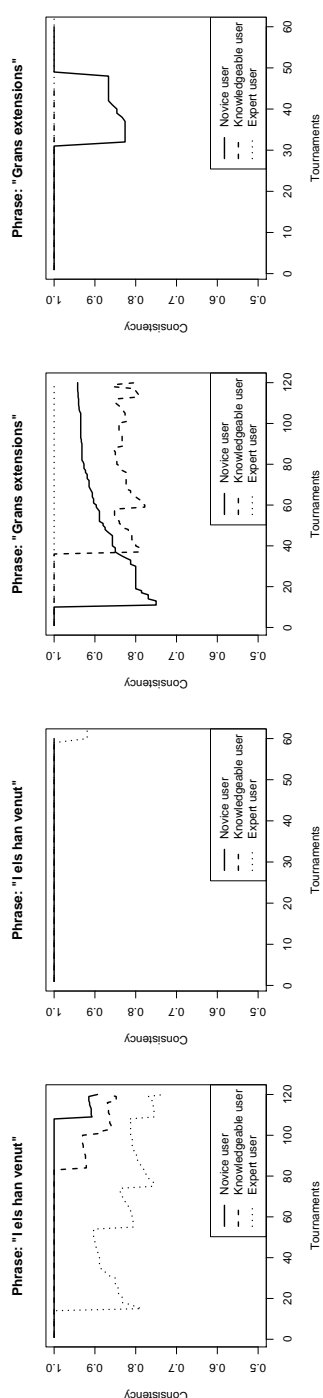 Phrase: "I els han venut"
Consistency
1.0
0.9
0.8
0.7
0.6
0.5
Novice user
Knowledgeable user
Expert user
0 20 40 60 80 100 120
Tournaments
Phrase: "I els han venut"
Consistency
1.0
0.9
0.8
0.7
0.6
0.5
Novice user
Knowledgeable user
Expert user
0 10 20 30 40 50 60
Tournaments
Phrase: "Grans extensions"
Consistency
1.0
0.9
0.8
0.7
0.6
0.5
Novice user
Knowledgeable user
Expert user
0 20 40 60 80 100 120
Tournaments
Phrase: "Grans extensions"
Consistency
1.0
0.9
0.8
0.7
0.6
0.5
Novice user
Knowledgeable user
Expert user
0 10 20 30 40 50 60
Tournaments